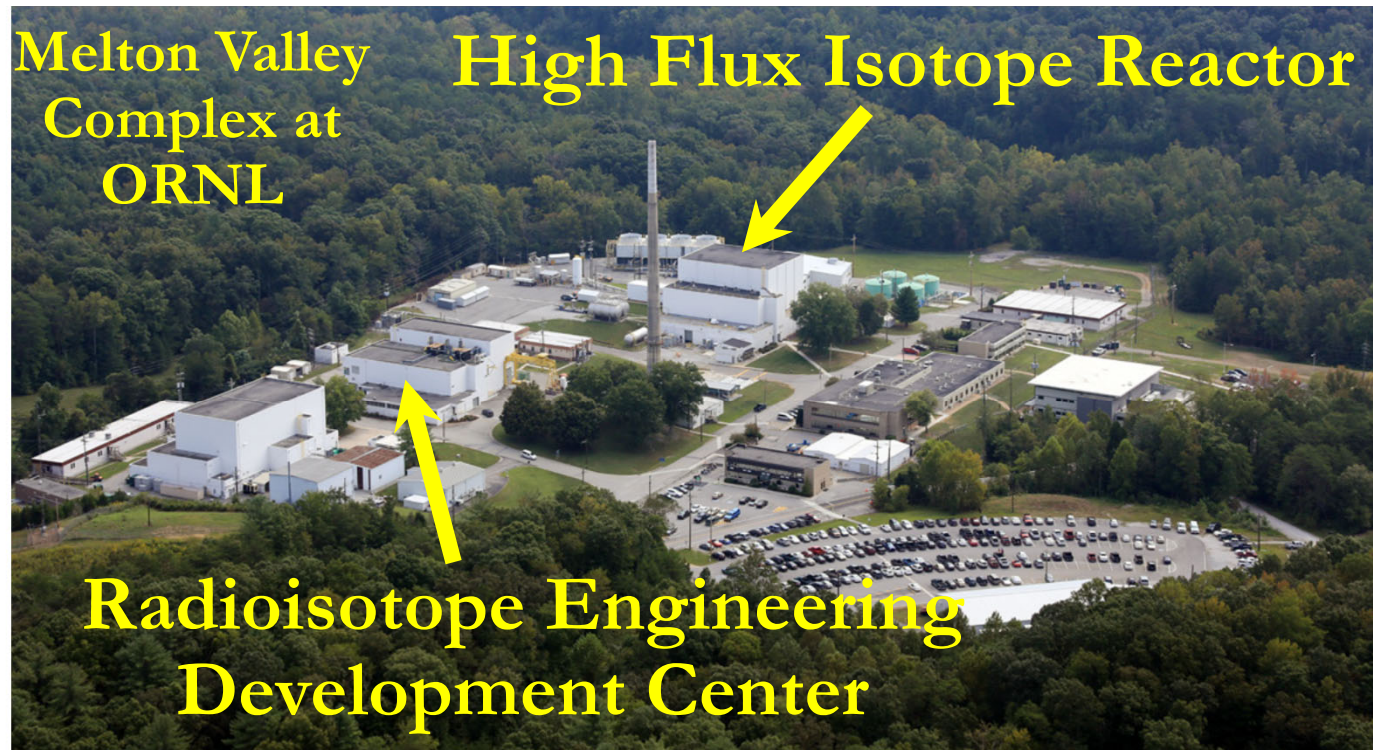 Melton Valley
Complex at
ORNL
High Flux Isotope Reactor
Radioisotope Engineering
Development Center